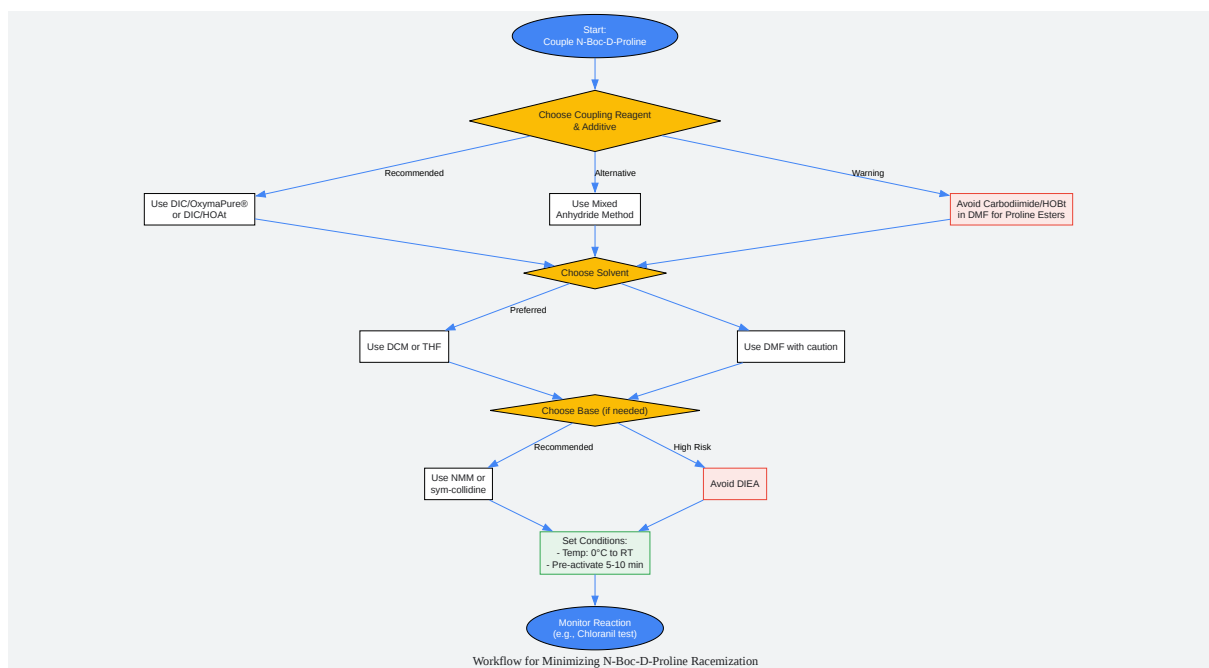 Start:
Couple N-Boc-D-Proline
Choose Coupling Reagent
& Additive
Recommended
Alternative
Warning
Use DIC/OxymaPure®
or DIC/HOAt
Use Mixed
Anhydride Method
Avoid Carbodiimide/HOBt
in DMF for Proline Esters
Choose Solvent
Preferred
Use DCM or THF
Use DMF with caution
Choose Base (if needed)
Recommended
High Risk
Use NMM or
sym-collidine
Avoid DIEA
Set Conditions:
- Temp: 0°C to RT
- Pre-activate 5-10 min
Monitor Reaction
(e.g., Chloranil test)
Workflow for Minimizing N-Boc-D-Proline Racemization